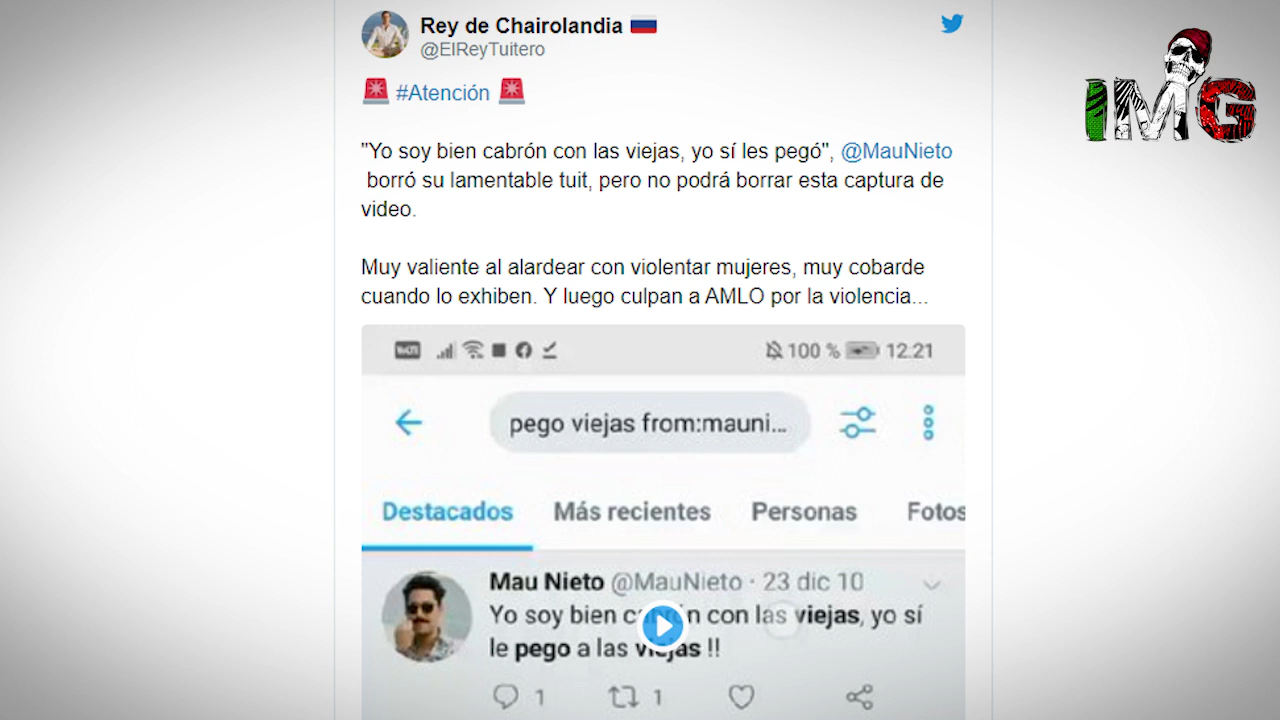 Rey de Chairolandia
@ElReyTuitero
#Atención
"Yo soy bien cabrón con las viejas, yo sí les pegó", @MauNieto
borró su lamentable tuit, pero no podrá borrar esta captura de
video.
Muy valiente al alardear con violentar mujeres, muy cobarde
cuando lo exhiben. Y luego culpan a AMLO por la violencia...
IMG
100 % 12.21
pego viejas from:mauni...
Destacados Más recientes Personas Fotos
Mau Nieto @MauNieto · 23 dic 10
Yo soy bien cabrón con las viejas, yo sí
le pego a las viejas !!
1 1